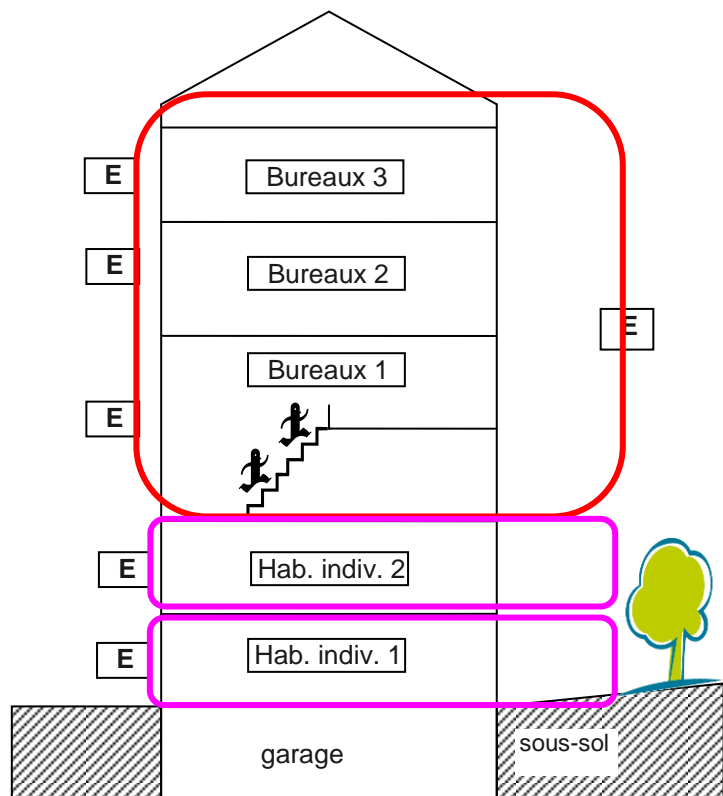 E
Bureaux 3
E
Bureaux 2
E
Bureaux 1
E
E
Hab. indiv. 2
E
Hab. indiv. 1
sous-sol
garage